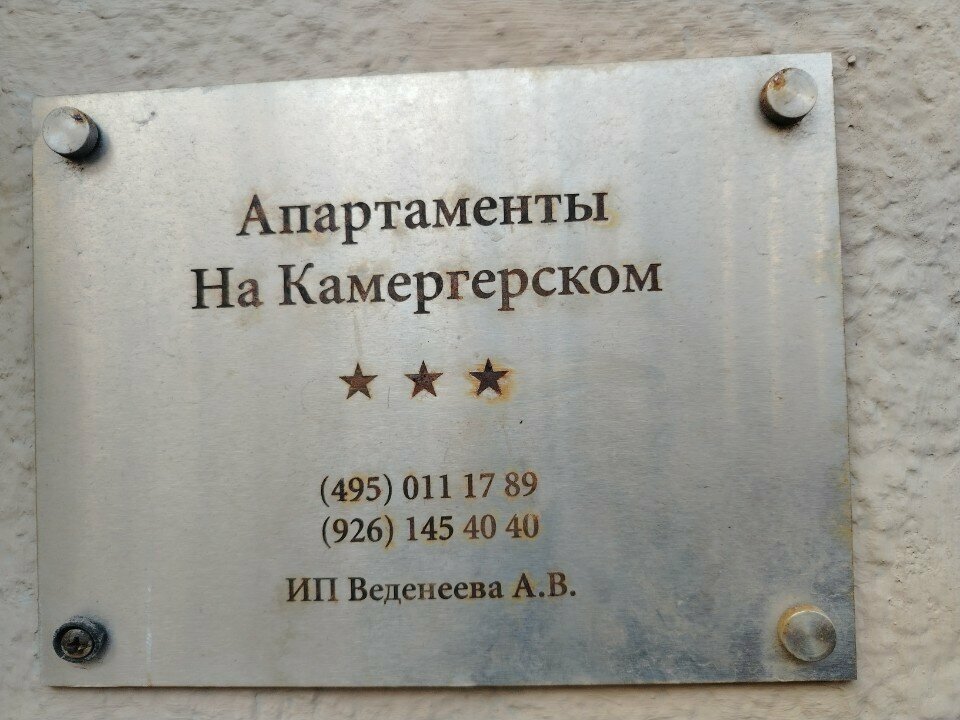 Апартаменты
На Камергерском
★ ★ ★
(495) 011 17 89
(926) 145 40 40
ИП Веденеева А.В.